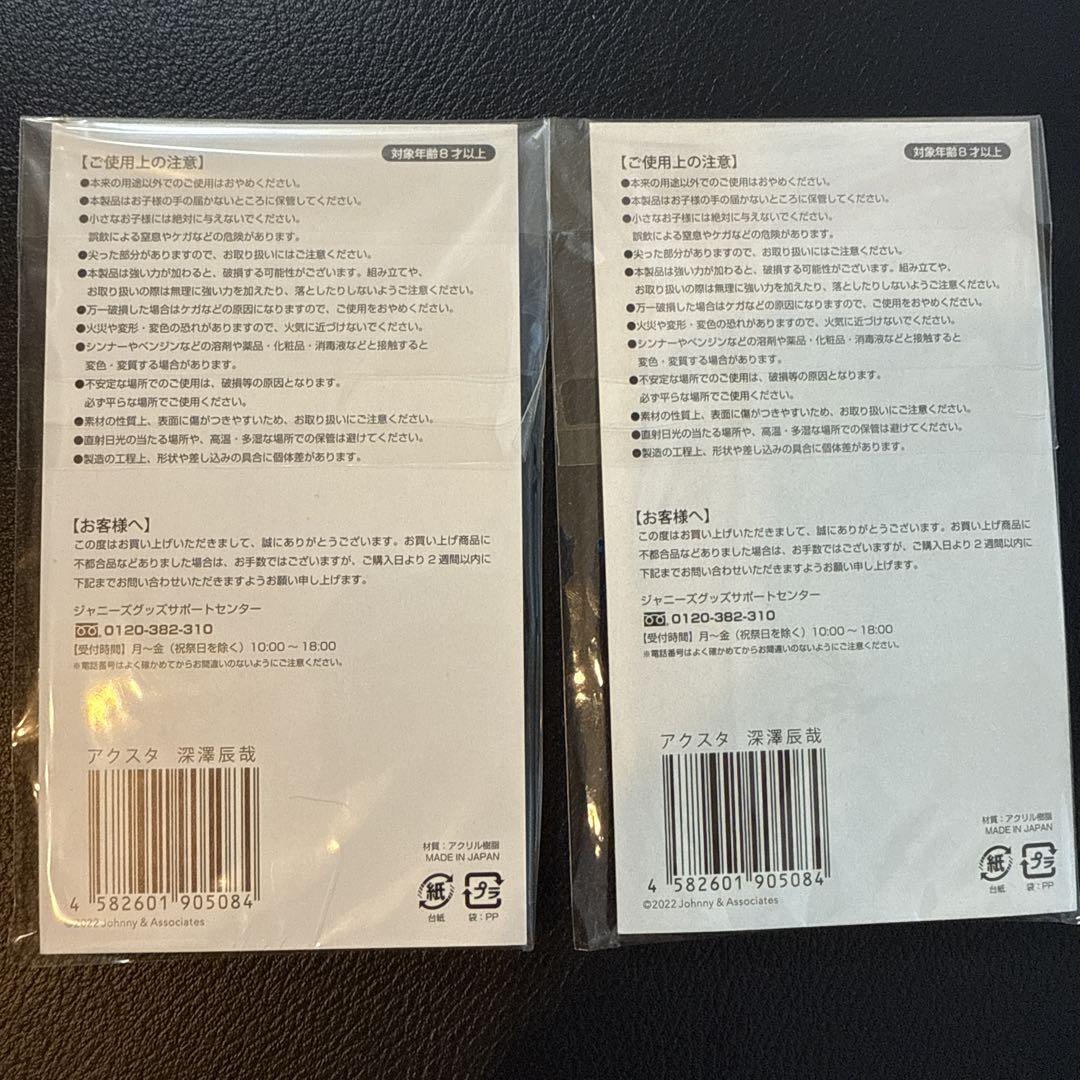 【ご使用上の注意】
対象年齢8才以上
●本来の用途以外でのご使用はおやめください。
●本製品はお子様の手の届かないところに保管してください。
●小さなお子様には絶対に与えないでください。
誤飲による窒息やケガなどの危険があります。
●尖った部分がありますので、お取り扱いにはご注意ください。
●本製品は強い力が加わると、破損する可能性がございます。組み立てや、
お取り扱いの際は無理に強い力を加えたり、落としたりしないようご注意ください。
●万一破損した場合はケガなどの原因になりますので、ご使用をおやめください。
●火災や変形・変色の恐れがありますので、火気に近づけないでください。
●シンナーやベンジンなどの溶剤や薬品・化粧品・消毒液などと接触すると
変色・変質する場合があります。
●不安定な場所でのご使用は、破損等の原因となります。
必ず平らな場所でご使用ください。
●素材の性質上、表面に傷がつきやすいため、お取り扱いにご注意ください。
●直射日光の当たる場所や、高温・多湿な場所での保管は避けてください。
●製造の工程上、形状や差し込みの具合に個体差があります。
【お客様へ】
この度はお買い上げいただきまして、誠にありがとうございます。お買い上げ商品に
不都合品などありました場合は、お手数ではございますが、ご購入日より2週間以内に
下記までお問い合わせいただきますようお願い申し上げます。
ジャニーズグッズサポートセンター
0120-382-310
【受付時間】月～金（祝祭日を除く）10:00～18:00
※電話番号はよく確かめてからお間違いのないようにご注意ください。
アクスタ 深澤辰哉
4 582601 905084
©2022 Johnny & Associates
材質：アクリル樹脂
MADE IN JAPAN
紙 プラ
台紙 袋：PP
【ご使用上の注意】
対象年齢8才以上
●本来の用途以外でのご使用はおやめください。
●本製品はお子様の手の届かないところに保管してください。
●小さなお子様には絶対に与えないでください。
誤飲による窒息やケガなどの危険があります。
●尖った部分がありますので、お取り扱いにはご注意ください。
●本製品は強い力が加わると、破損する可能性がございます。組み立てや、
お取り扱いの際は無理に強い力を加えたり、落としたりしないようご注意ください。
●万一破損した場合はケガなどの原因になりますので、ご使用をおやめください。
●火災や変形・変色の恐れがありますので、火気に近づけないでください。
●シンナーやベンジンなどの溶剤や薬品・化粧品・消毒液などと接触すると
変色・変質する場合があります。
●不安定な場所でのご使用は、破損等の原因となります。
必ず平らな場所でご使用ください。
●素材の性質上、表面に傷がつきやすいため、お取り扱いにご注意ください。
●直射日光の当たる場所や、高温・多湿な場所での保管は避けてください。
●製造の工程上、形状や差し込みの具合に個体差があります。
【お客様へ】
この度はお買い上げいただきまして、誠にありがとうございます。お買い上げ商品に
不都合品などありました場合は、お手数ではございますが、ご購入日より2週間以内に
下記までお問い合わせいただきますようお願い申し上げます。
ジャニーズグッズサポートセンター
0120-382-310
【受付時間】月～金（祝祭日を除く）10:00～18:00
※電話番号はよく確かめてからお間違いのないようにご注意ください。
アクスタ 深澤辰哉
4 582601 905084
©2022 Johnny & Associates
材質：アクリル樹脂
MADE IN JAPAN
紙 プラ
台紙 袋：PP